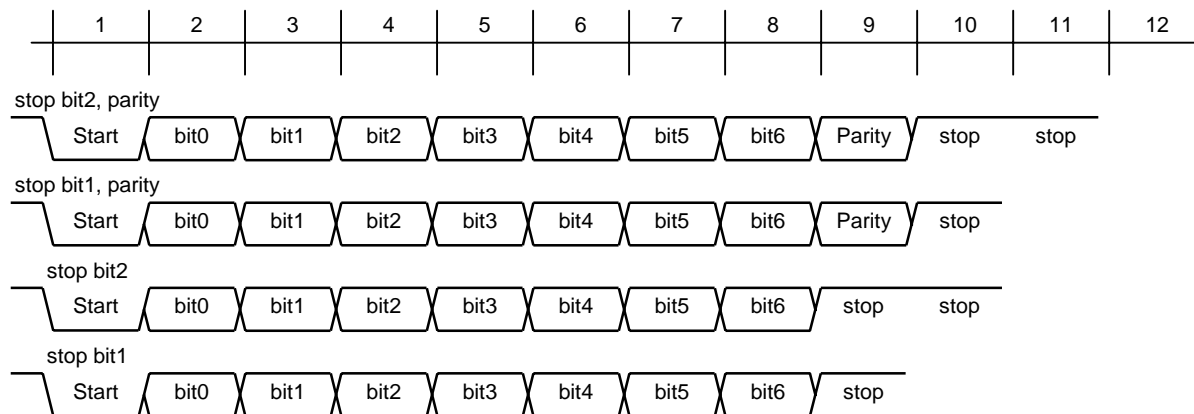 1 2 3 4 5 6 7 8 9 10 11 12
stop bit2, parity
Start bit0 bit1 bit2 bit3 bit4 bit5 bit6 Parity stop stop
stop bit1, parity
Start bit0 bit1 bit2 bit3 bit4 bit5 bit6 Parity stop
stop bit2
Start bit0 bit1 bit2 bit3 bit4 bit5 bit6 stop stop
stop bit1
Start bit0 bit1 bit2 bit3 bit4 bit5 bit6 stop